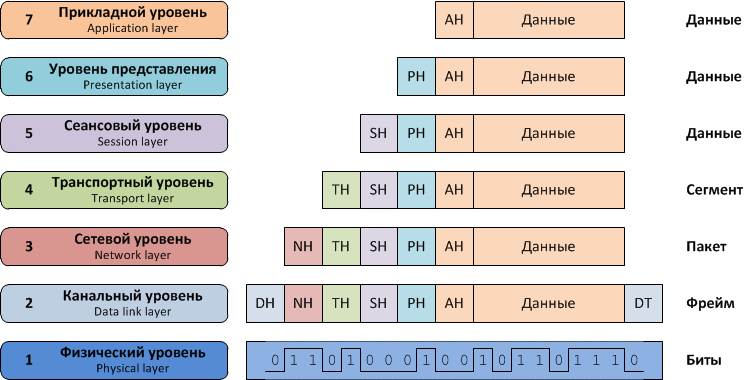 7 Прикладной уровень AH Данные Данные
Application layer
6 Уровень представления PH AH Данные Данные
Presentation layer
5 Сеансовый уровень SH PH AH Данные Данные
Session layer
4 Транспортный уровень TH SH PH AH Данные Сегмент
Transport layer
3 Сетевой уровень NH TH SH PH AH Данные Пакет
Network layer
2 Канальный уровень DH NH TH SH PH AH Данные DT Фрейм
Data link layer
1 Физический уровень 0 1 1 0 1 0 0 0 1 0 0 1 0 1 1 0 1 1 1 0 Биты
Physical layer